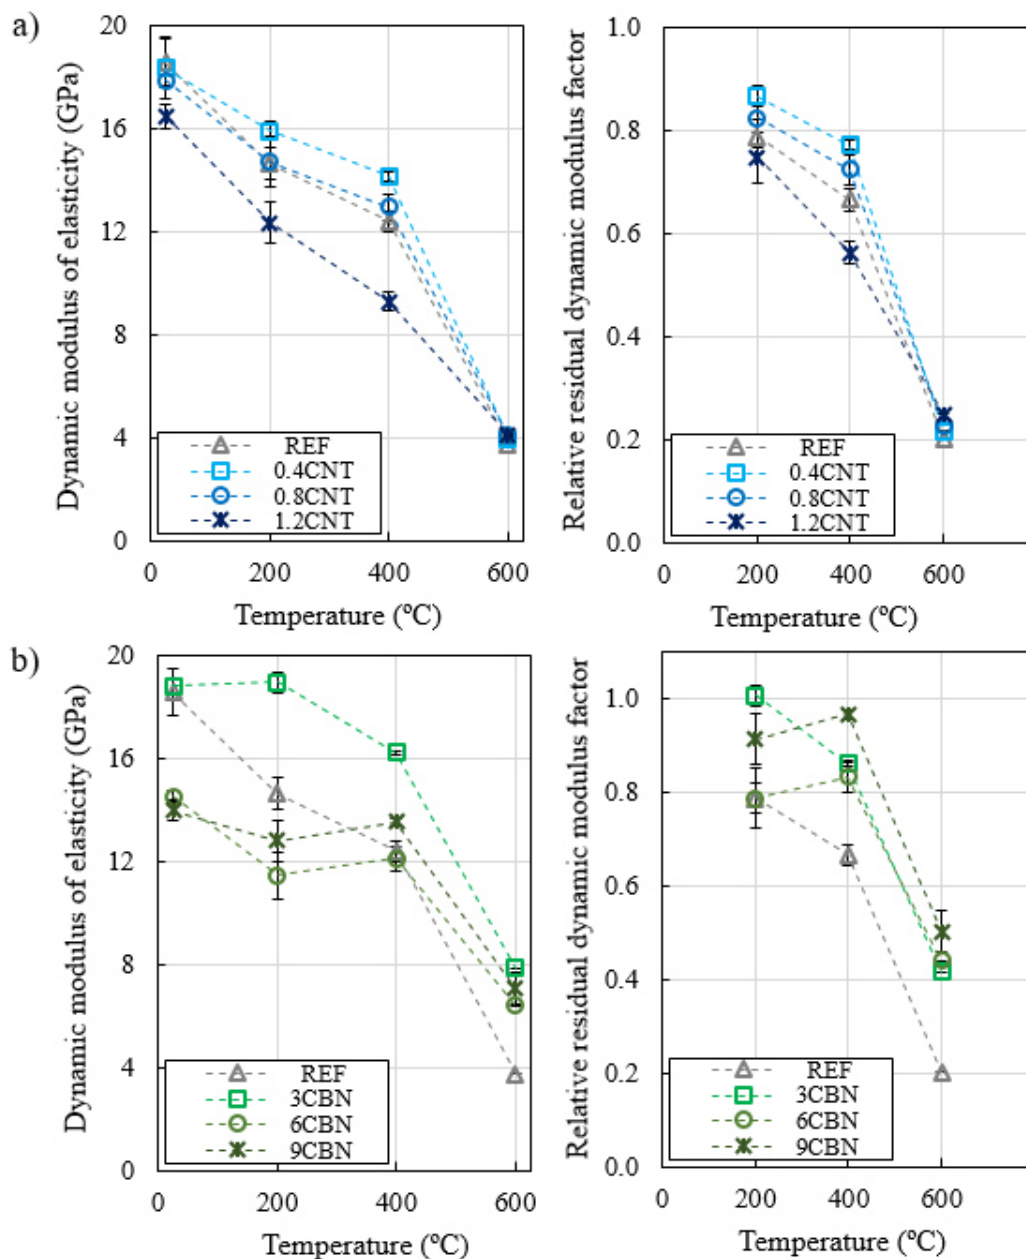 a)
Dynamic modulus of elasticity (GPa)
20
16
12
8
4
0
REF
0.4CNT
0.8CNT
1.2CNT
0 200 400 600
Temperature (ºC)
Relative residual dynamic modulus factor
1.0
0.8
0.6
0.4
0.2
0.0
REF
0.4CNT
0.8CNT
1.2CNT
0 200 400 600
Temperature (ºC)
b)
Dynamic modulus of elasticity (GPa)
20
16
12
8
4
0
REF
3CBN
6CBN
9CBN
0 200 400 600
Temperature (ºC)
Relative residual dynamic modulus factor
1.0
0.8
0.6
0.4
0.2
0.0
REF
3CBN
6CBN
9CBN
0 200 400 600
Temperature (ºC)